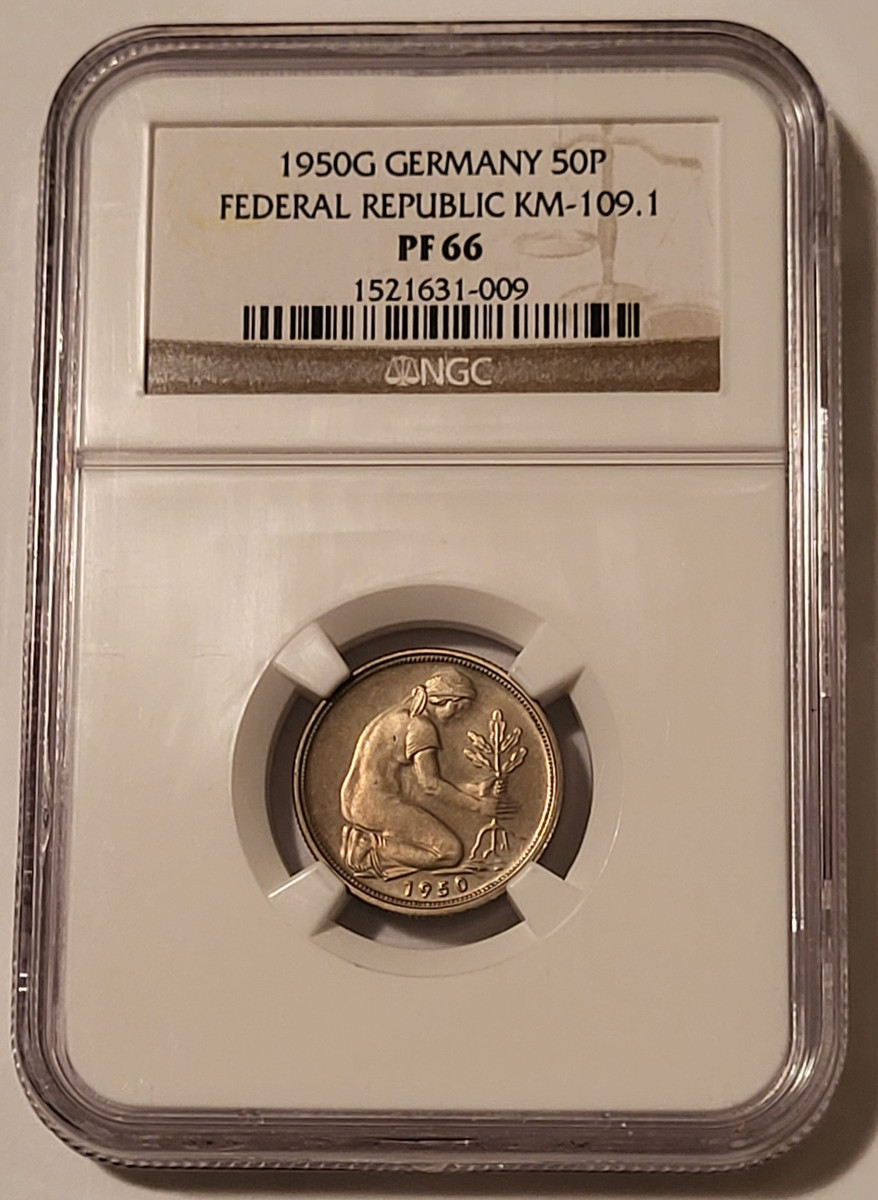 1950G GERMANY 50P
FEDERAL REPUBLIC KM-109.1
PF 66
1521631-009
NGC
1950